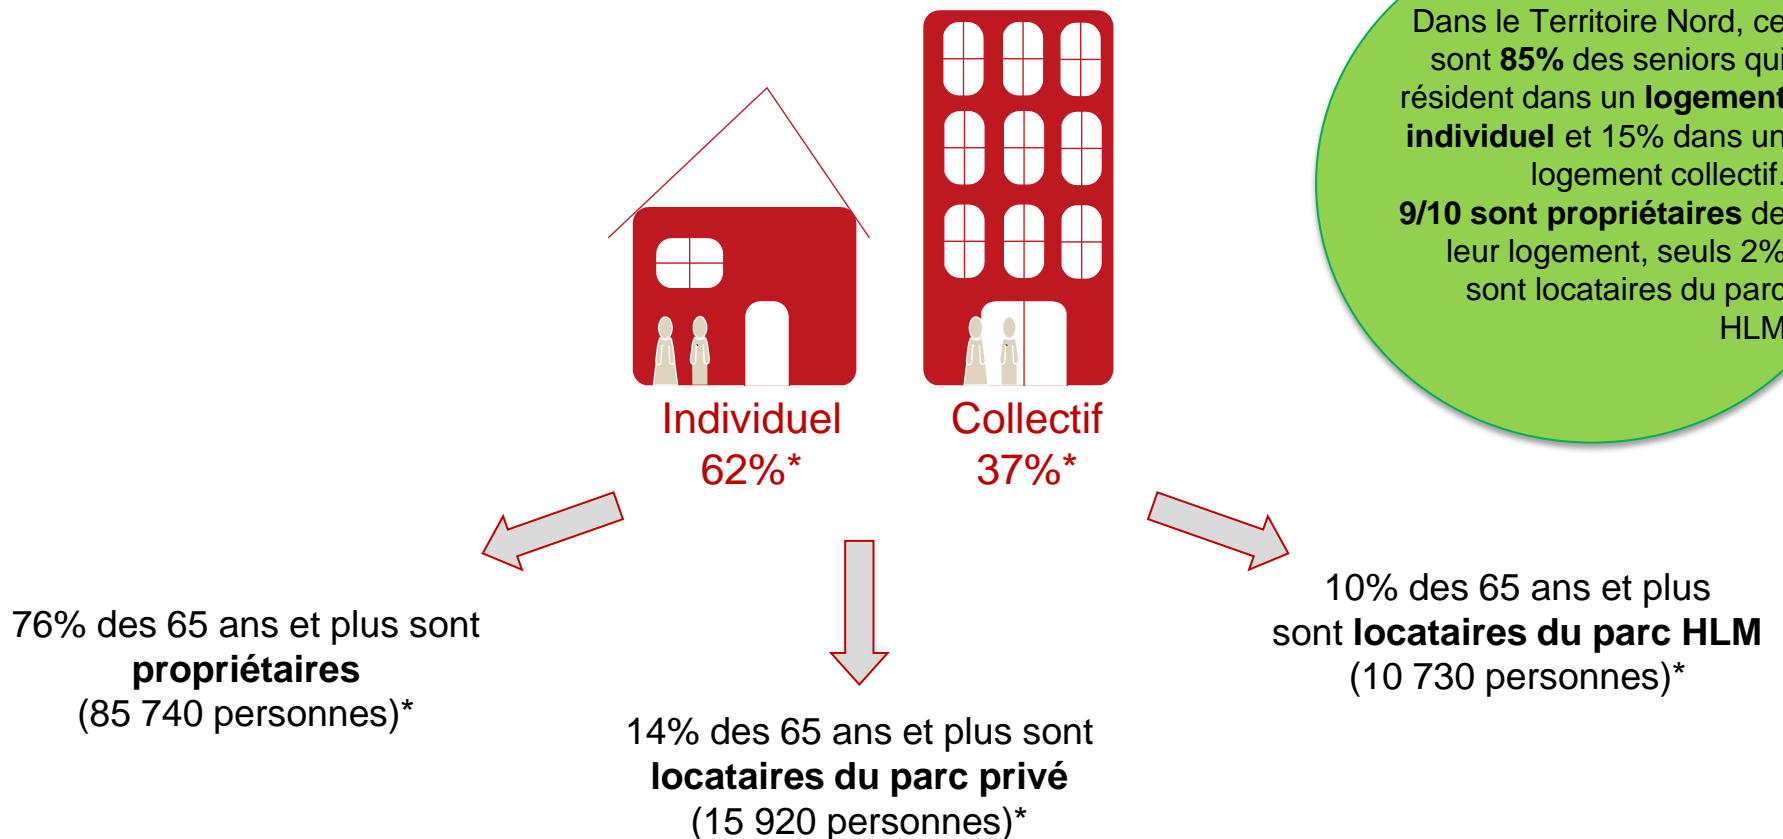 Dans le Territoire Nord, ce
sont 85% des seniors qui
résident dans un logement
individuel et 15% dans un
logement collectif.
9/10 sont propriétaires de
leur logement, seuls 2%
sont locataires du parc
HLM
Individuel
62%*
Collectif
37%*
76% des 65 ans et plus sont
propriétaires
(85 740 personnes)*
14% des 65 ans et plus sont
locataires du parc privé
(15 920 personnes)*
10% des 65 ans et plus
sont locataires du parc HLM
(10 730 personnes)*